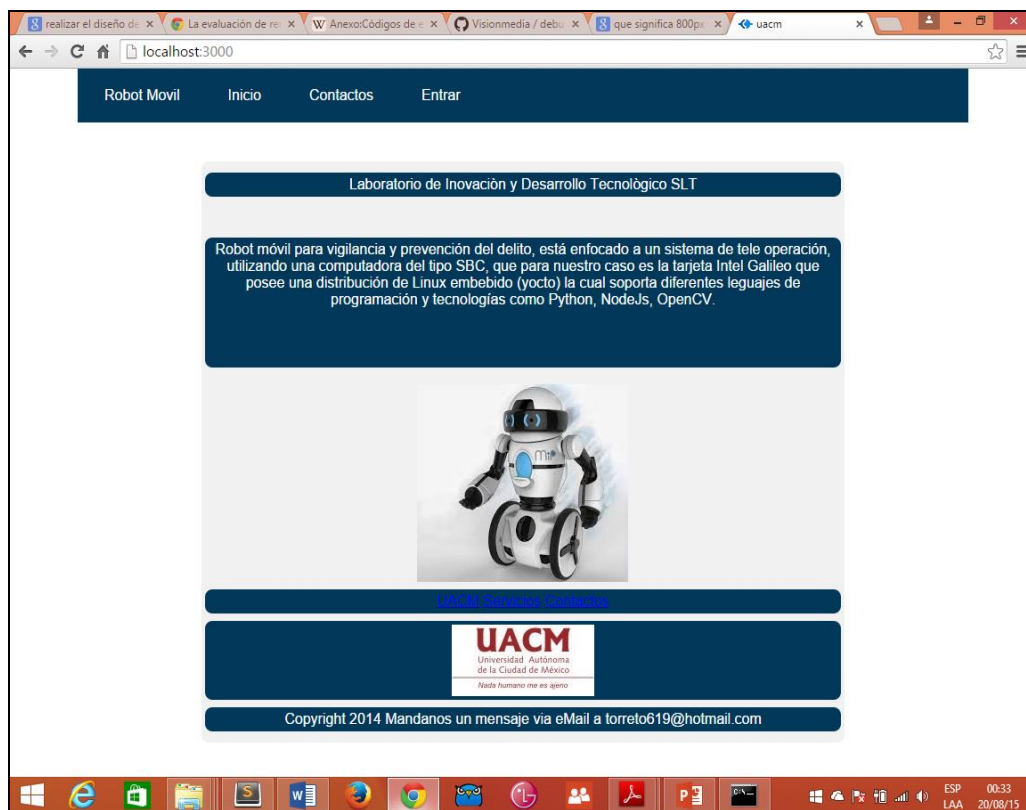 realizar el diseño de
La evaluación de re
Anexo:Códigos de e
Visionmedia / debu
que significa 800px
uacm
localhost:3000
Robot Movil Inicio Contactos Entrar
Laboratorio de Inovaciòn y Desarrollo Tecnològico SLT
Robot móvil para vigilancia y prevención del delito, está enfocado a un sistema de tele operación,
utilizando una computadora del tipo SBC, que para nuestro caso es la tarjeta Intel Galileo que
posee una distribución de Linux embebido (yocto) la cual soporta diferentes leguajes de
programación y tecnologías como Python, NodeJs, OpenCV.
MiP
UACM Servicios Contactos
UACM
Universidad Autónoma
de la Ciudad de México
Nada humano me es ajeno
Copyright 2014 Mandanos un mensaje via eMail a torreto619@hotmail.com
ESP 00:33
LAA 20/08/15